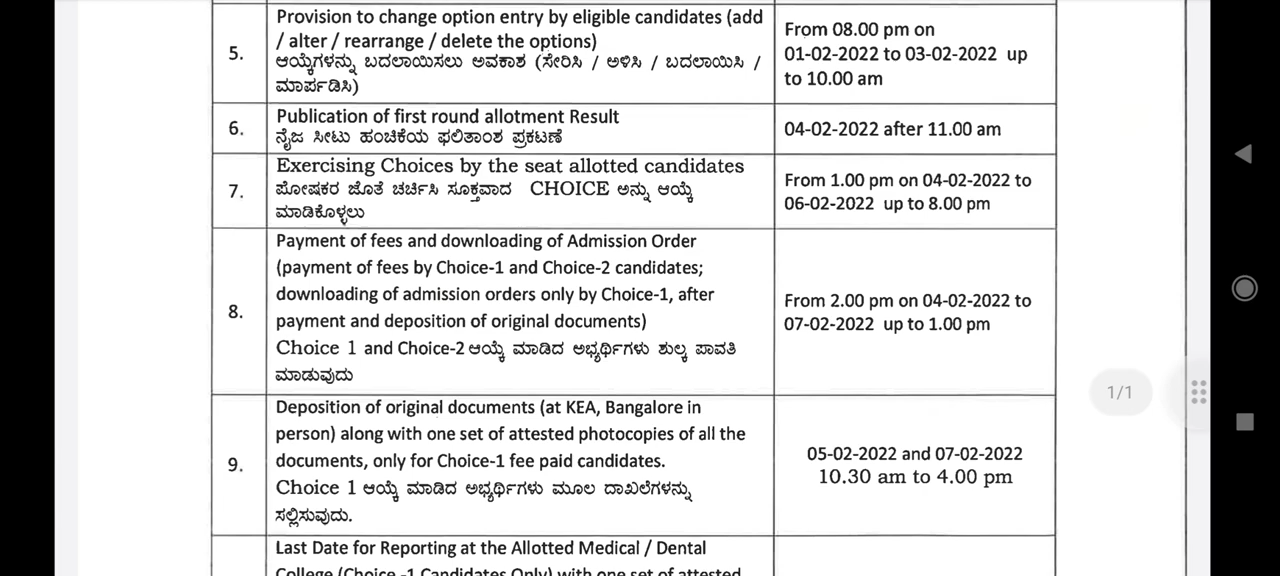 5.
Provision to change option entry by eligible candidates (add
/ alter / rearrange / delete the options)
ಆಯ್ಕೆಗಳನ್ನು ಬದಲಾಯಿಸಲು ಅವಕಾಶ (ಸೇರಿಸಿ / ಅಳಿಸಿ / ಬದಲಾಯಿಸಿ /
ಮಾರ್ಪಡಿಸಿ)
From 08.00 pm on
01-02-2022 to 03-02-2022 up
to 10.00 am
6.
Publication of first round allotment Result
ನೈಜ ಸೀಟು ಹಂಚಿಕೆಯ ಫಲಿತಾಂಶ ಪ್ರಕಟಣೆ
04-02-2022 after 11.00 am
7.
Exercising Choices by the seat allotted candidates
ಪೋಷಕರ ಜೊತೆ ಚರ್ಚಿಸಿ ಸೂಕ್ತವಾದ CHOICE ಅನ್ನು ಆಯ್ಕೆ
ಮಾಡಿಕೊಳ್ಳಲು
From 1.00 pm on 04-02-2022 to
06-02-2022 up to 8.00 pm
8.
Payment of fees and downloading of Admission Order
(payment of fees by Choice-1 and Choice-2 candidates;
downloading of admission orders only by Choice-1, after
payment and deposition of original documents)
Choice 1 and Choice-2 ಆಯ್ಕೆ ಮಾಡಿದ ಅಭ್ಯರ್ಥಿಗಳು ಶುಲ್ಕ ಪಾವತಿ
ಮಾಡುವುದು
From 2.00 pm on 04-02-2022 to
07-02-2022 up to 1.00 pm
1/1
9.
Deposition of original documents (at KEA, Bangalore in
person) along with one set of attested photocopies of all the
documents, only for Choice-1 fee paid candidates.
Choice 1 ಆಯ್ಕೆ ಮಾಡಿದ ಅಭ್ಯರ್ಥಿಗಳು ಮೂಲ ದಾಖಲೆಗಳನ್ನು
ಸಲ್ಲಿಸುವುದು.
05-02-2022 and 07-02-2022
10.30 am to 4.00 pm
Last Date for Reporting at the Allotted Medical / Dental
College (Choice -1 Candidates Only) with one set of attested